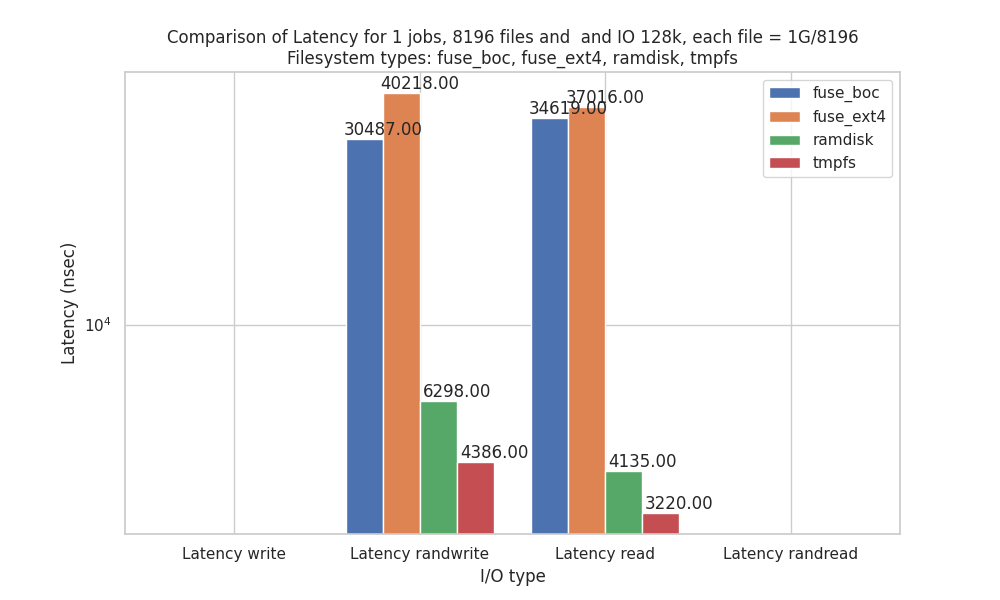 Comparison of Latency for 1 jobs, 8196 files and  and IO 128k, each file = 1G/8196
Filesystem types: fuse_boc, fuse_ext4, ramdisk, tmpfs
40218.00
30487.00
37016.00
34619.00
fuse_boc
fuse_ext4
ramdisk
tmpfs
Latency (nsec)
10⁴
6298.00
4386.00
4135.00
3220.00
Latency write
Latency randwrite
Latency read
Latency randread
I/O type